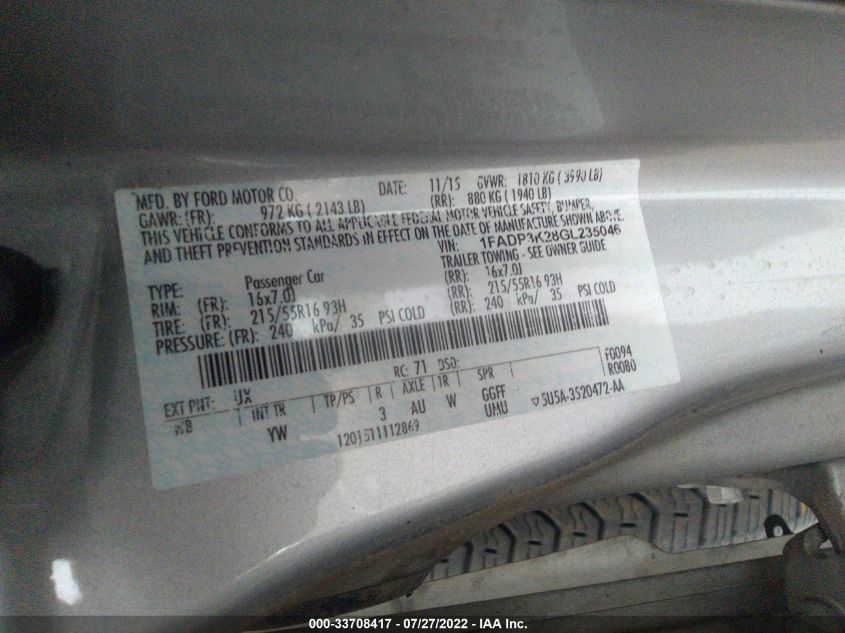 MFD. BY FORD MOTOR CO. DATE: 11/15 GVWR: 1810 KG ( 3990 LB)
GAWR: (FR): 972 KG ( 2143 LB) (RR): 880 KG ( 1940 LB)
THIS VEHICLE CONFORMS TO ALL APPLICABLE FEDERAL MOTOR VEHICLE SAFETY, BUMPER,
AND THEFT PREVENTION STANDARDS IN EFFECT ON THE DATE OF MANUFACTURE SHOWN ABOVE.
VIN: 1FADP3K28GL235046
TYPE: Passenger Car TRAILER TOWING - SEE OWNER GUIDE
RIM: (FR): 16x7.0J (RR): 16x7.0J
TIRE: (FR): 215/55R16 93H (RR): 215/55R16 93H
PRESSURE: (FR): 240 kPa/ 35 PSI COLD (RR): 240 kPa/ 35 PSI COLD
RC: 71 DSO: F0094
R0080
EXT PNT: UX
WB INT TR TP/PS R AXLE TR SPR
YW 3 AU W GGFF
UMU
1201511112869 5U5A-3520472-AA
000-33708417 - 07/27/2022 - IAA Inc.